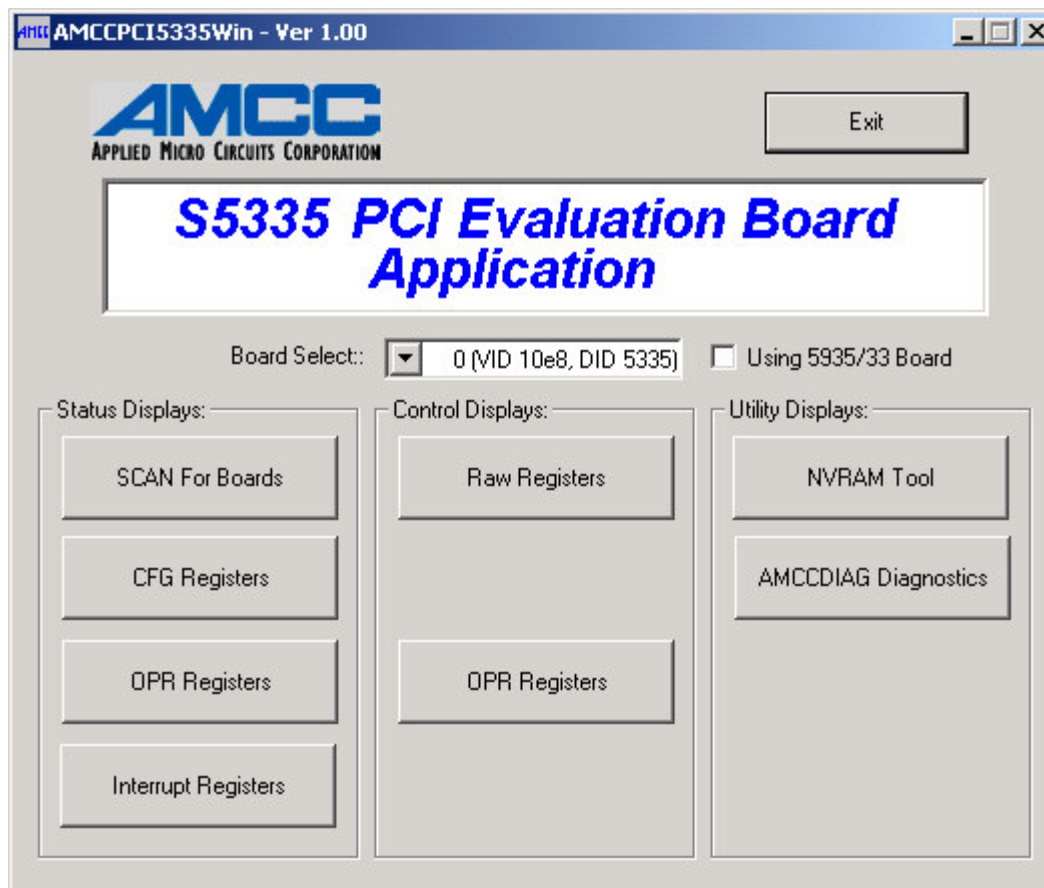 AMCC AMCCPCI5335Win - Ver 1.00
AMCC
APPLIED MICRO CIRCUITS CORPORATION
Exit
S5335 PCI Evaluation Board
Application
Board Select:: 0 (VID 10e8, DID 5335) Using 5935/33 Board
Status Displays:
SCAN For Boards
CFG Registers
OPR Registers
Interrupt Registers
Control Displays:
Raw Registers
OPR Registers
Utility Displays:
NVRAM Tool
AMCCDIAG Diagnostics